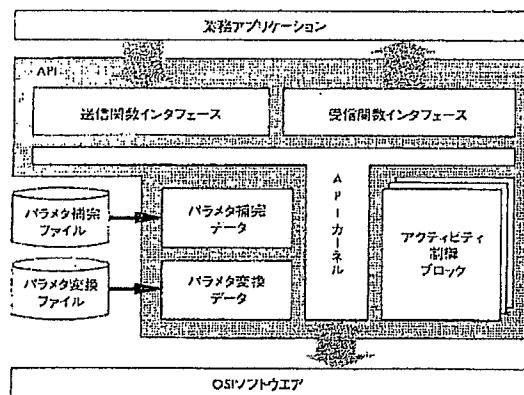 業務アプリケーション
API
送信関数インタフェース
受信関数インタフェース
APIカーネル
パラメタ補完
ファイル
パラメタ補完
データ
アクティビティ
制御
ブロック
パラメタ変換
ファイル
パラメタ変換
データ
OSIソフトウエア